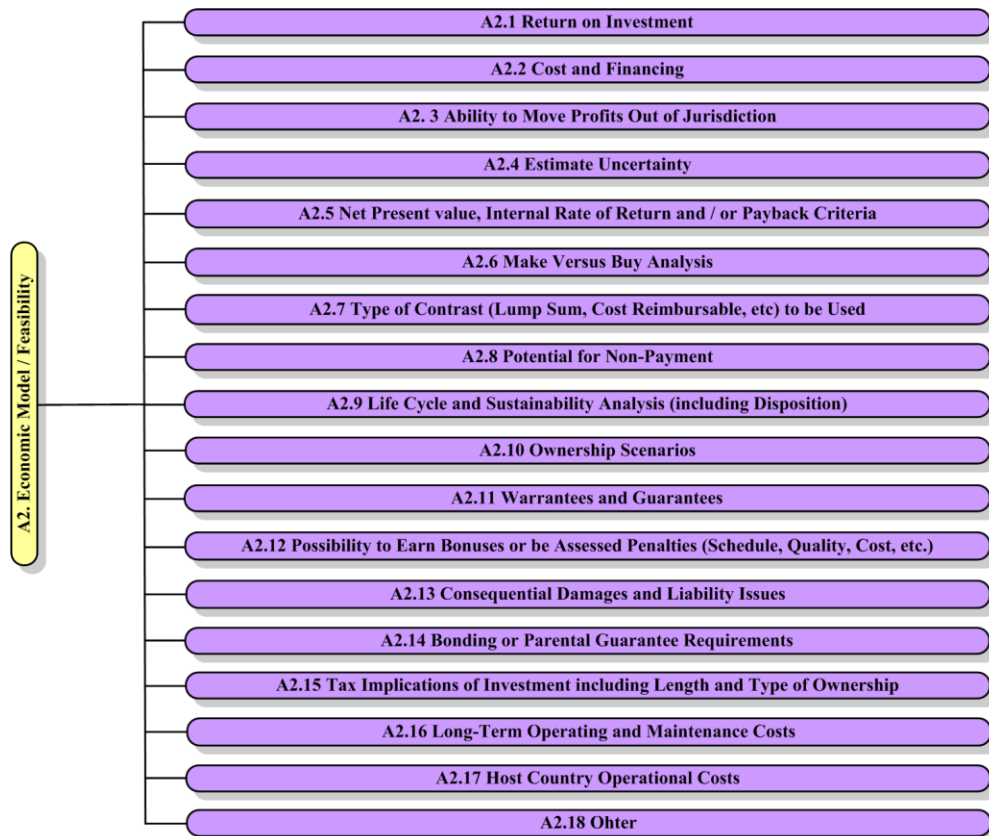 A2.1 Return on Investment
A2.2 Cost and Financing
A2. 3 Ability to Move Profits Out of Jurisdiction
A2.4 Estimate Uncertainty
A2.5 Net Present value, Internal Rate of Return and / or Payback Criteria
A2.6 Make Versus Buy Analysis
A2.7 Type of Contrast (Lump Sum, Cost Reimbursable, etc) to be Used
A2.8 Potential for Non-Payment
A2. Economic Model / Feasibility
A2.9 Life Cycle and Sustainability Analysis (including Disposition)
A2.10 Ownership Scenarios
A2.11 Warrantees and Guarantees
A2.12 Possibility to Earn Bonuses or be Assessed Penalties (Schedule, Quality, Cost, etc.)
A2.13 Consequential Damages and Liability Issues
A2.14 Bonding or Parental Guarantee Requirements
A2.15 Tax Implications of Investment including Length and Type of Ownership
A2.16 Long-Term Operating and Maintenance Costs
A2.17 Host Country Operational Costs
A2.18 Ohter